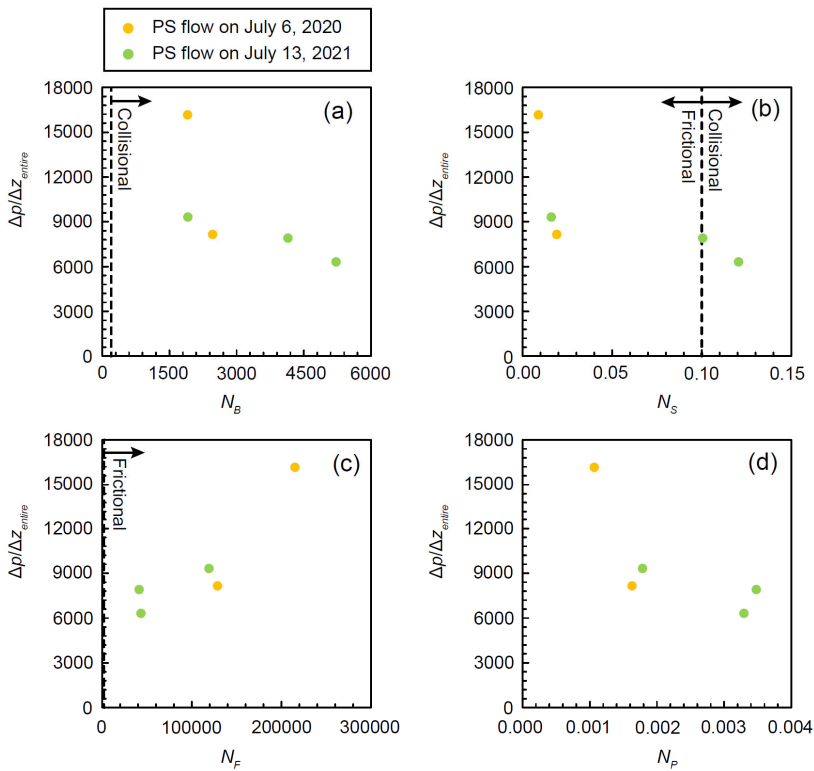 PS flow on July 6, 2020
PS flow on July 13, 2021
18000
15000
12000
9000
6000
3000
0
Δp/Δz_entire
Collisional
(a)
0
1500
3000
4500
6000
N_B
18000
15000
12000
9000
6000
3000
0
Δp/Δz_entire
Frictional
Collisional
(b)
0.00
0.05
0.10
0.15
N_S
18000
15000
12000
9000
6000
3000
0
Δp/Δz_entire
Frictional
(c)
0
100000
200000
300000
N_F
18000
15000
12000
9000
6000
3000
0
Δp/Δz_entire
(d)
0.000
0.001
0.002
0.003
0.004
N_P